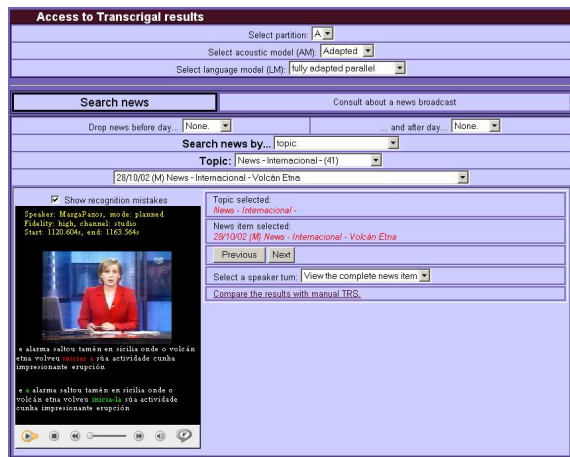 Access to Transcrigal results
Select partition: A
Select acoustic model (AM): Adapted
Select language model (LM): fully adapted parallel
Search news
Consult about a news broadcast
Drop news before day... None.
... and after day... None.
Search news by... topic
Topic: News - Internacional - (41)
28/10/02 (M) News - Internacional - Volcán Etna
Show recognition mistakes
Speaker: MargaPazos, mode: planned
Fidelity: high, channel: studio
Start: 1120.604s, end: 1163.564s
e alarma saltou tamén en sicilia onde o volcán
etna volveu iniciar a súa actividade cunha
impresionante erupción
e a alarma saltou tamén en sicilia onde o
volcán etna volveu inicia-la súa actividade
cunha impresionante erupción
Topic selected:
News - Internacional -
News item selected:
28/10/02 (M) News - Internacional - Volcán Etna
Previous Next
Select a speaker turn: View the complete news item
Compare the results with manual TRS.